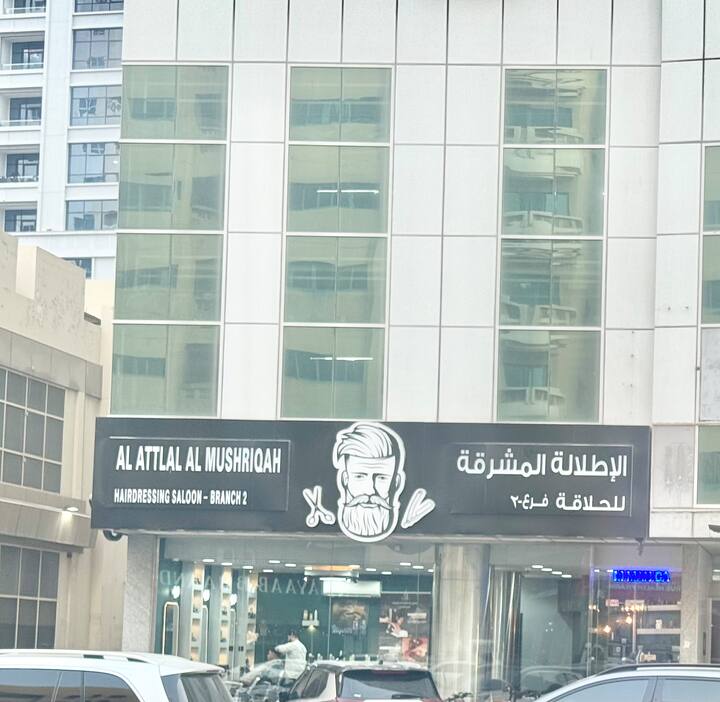 AL ATTLAL AL MUSHRIQAH
HAIRDRESSING SALOON - BRANCH 2
الإطلالة المشرقة
للحلاقة فرع-٢